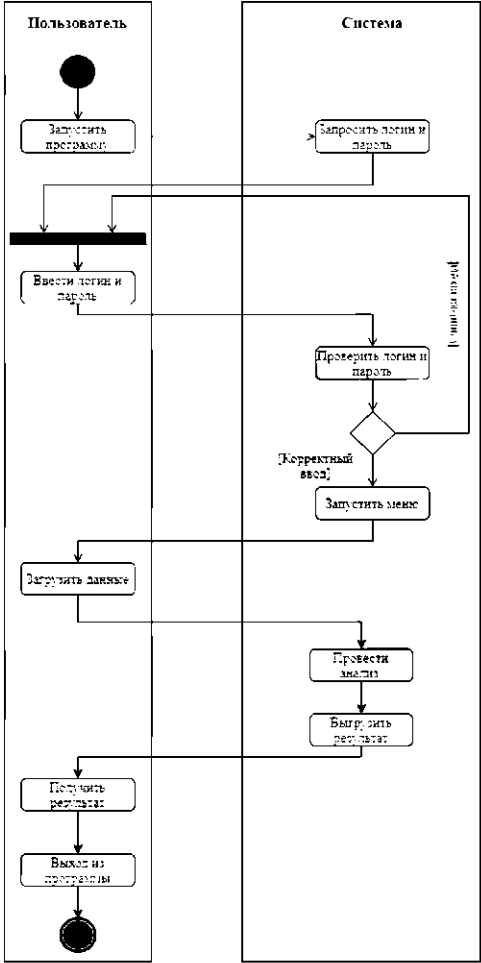 Пользователь
Система
Запустить
программу
Запросить логин и
пароль
Ввести логин и
пароль
Проверить логин и
пароль
[Корректный
ввод]
Запустить меню
Загрузить данные
Провести
анализ
Выгрузить
результат
Получить
результат
Выход из
программы